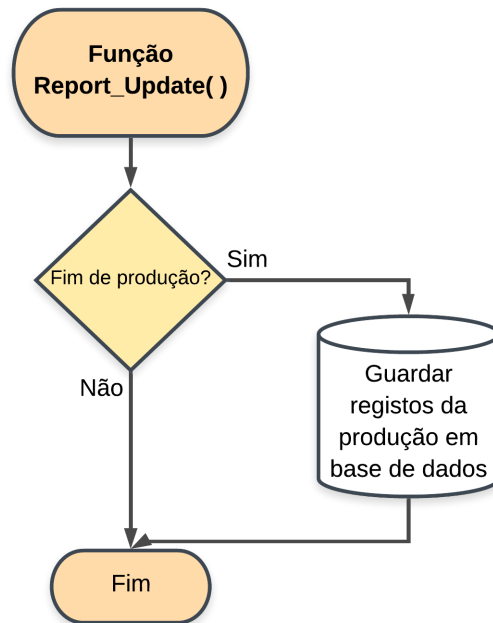 Função
Report_Update( )
Fim de produção?
Sim
Não
Guardar
registos da
produção em
base de dados
Fim